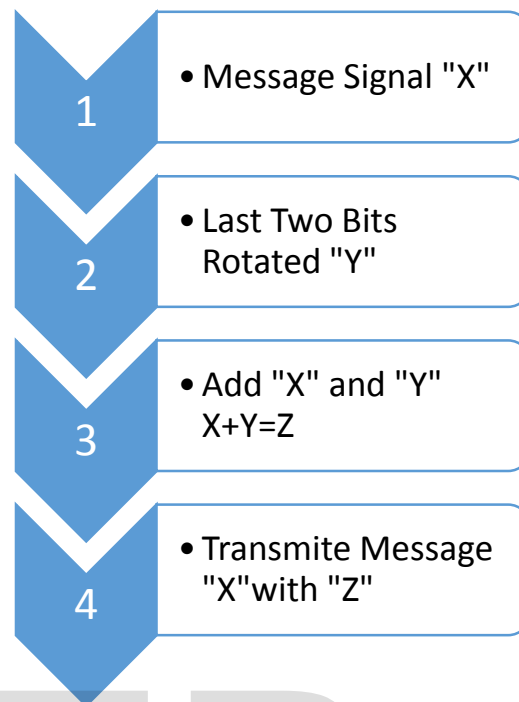 1
• Message Signal "X"
2
• Last Two Bits
Rotated "Y"
3
• Add "X" and "Y"
X+Y=Z
4
• Transmite Message
"X"with "Z"